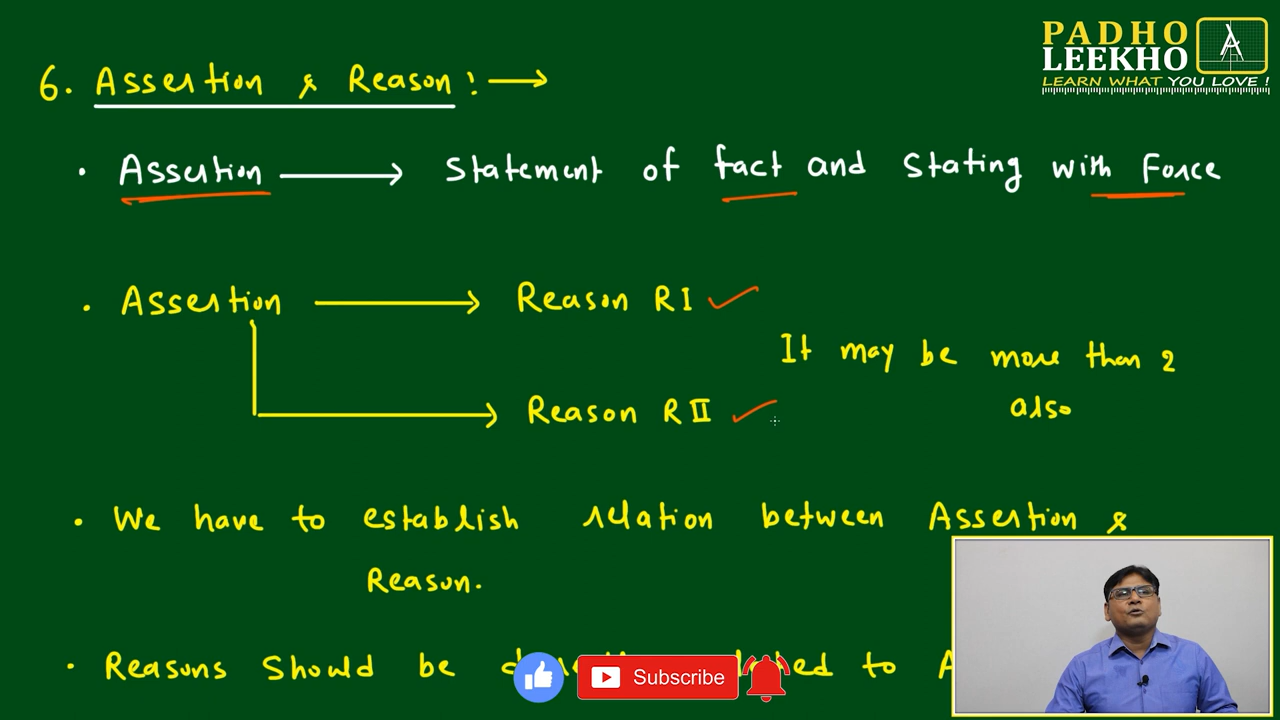 PADHO
LEEKHO
LEARN WHAT YOU LOVE !
6. Assertion & Reason : →
• Assertion → Statement of fact and Stating with Force
• Assertion → Reason RI ✓
It may be more than 2
also
→ Reason RII ✓
• We have to establish relation between Assertion &
Reason.
• Reasons Should be to
Subscribe